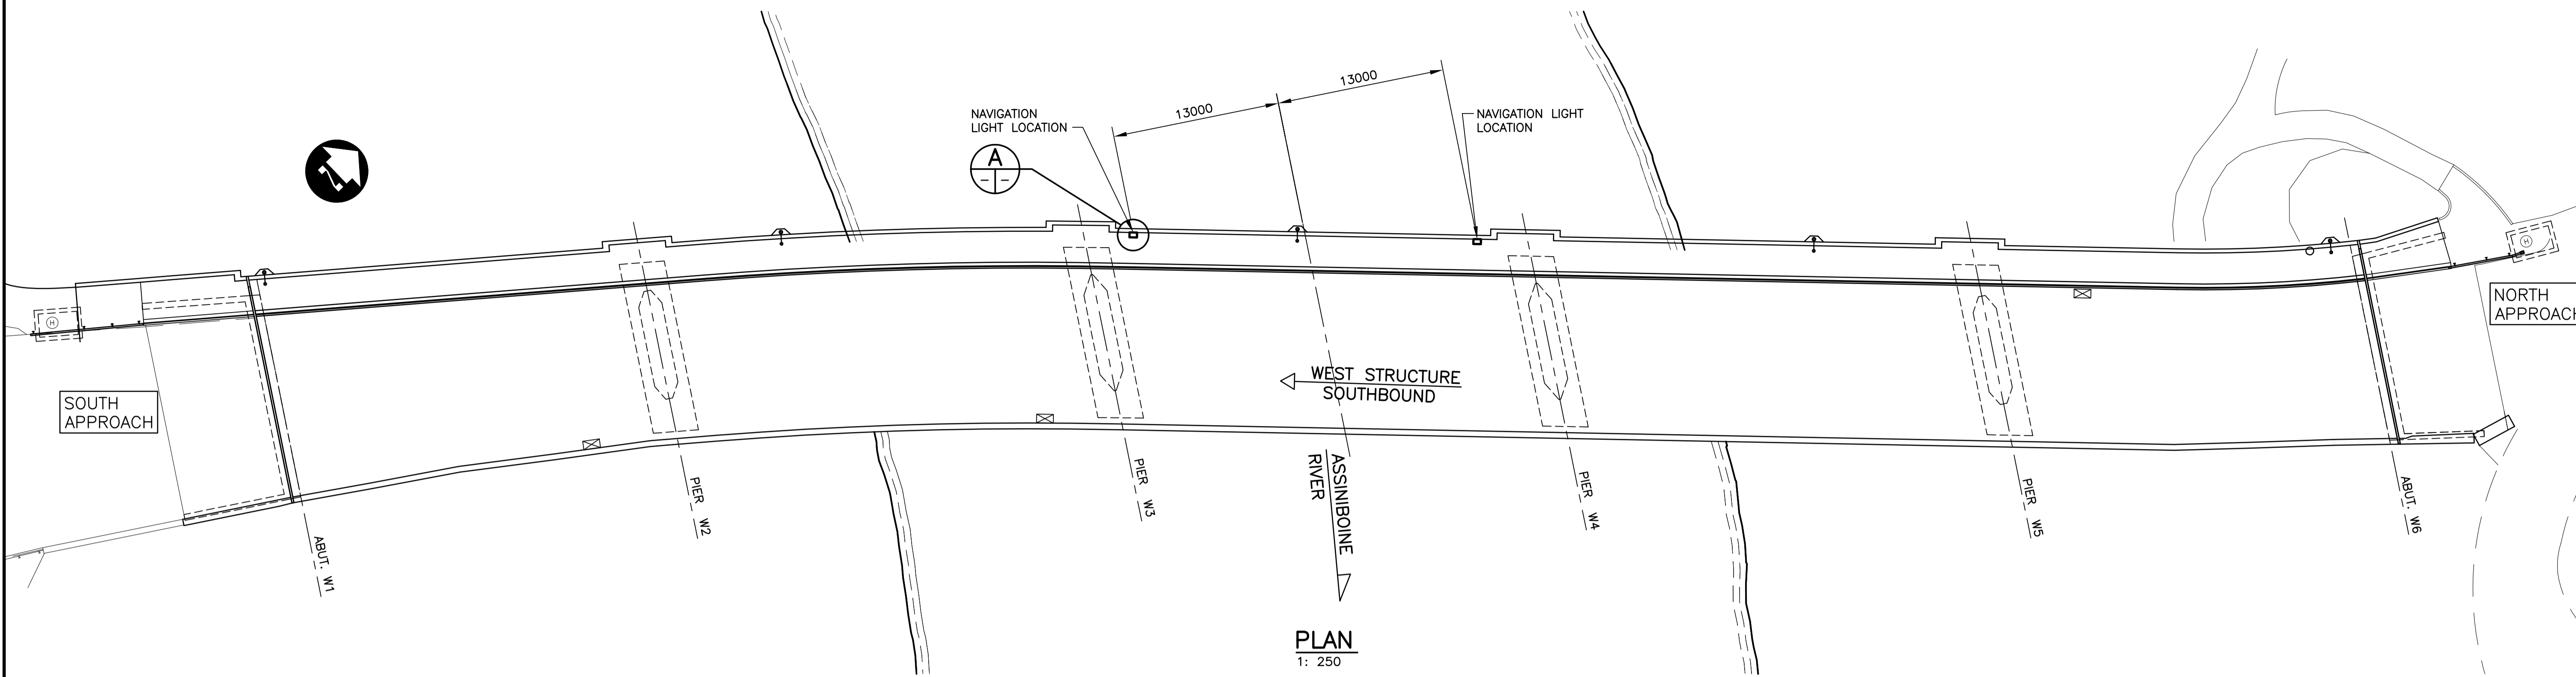 13000
13000
NAVIGATION
LIGHT LOCATION
NAVIGATION LIGHT
LOCATION
A
H
H
NORTH
APPROACH
WEST STRUCTURE
SOUTHBOUND
SOUTH
APPROACH
ABUT. W1
PIER W2
PIER W3
ASSINIBOINE
RIVER
PIER W4
PIER W5
ABUT. W6
PLAN
1: 250